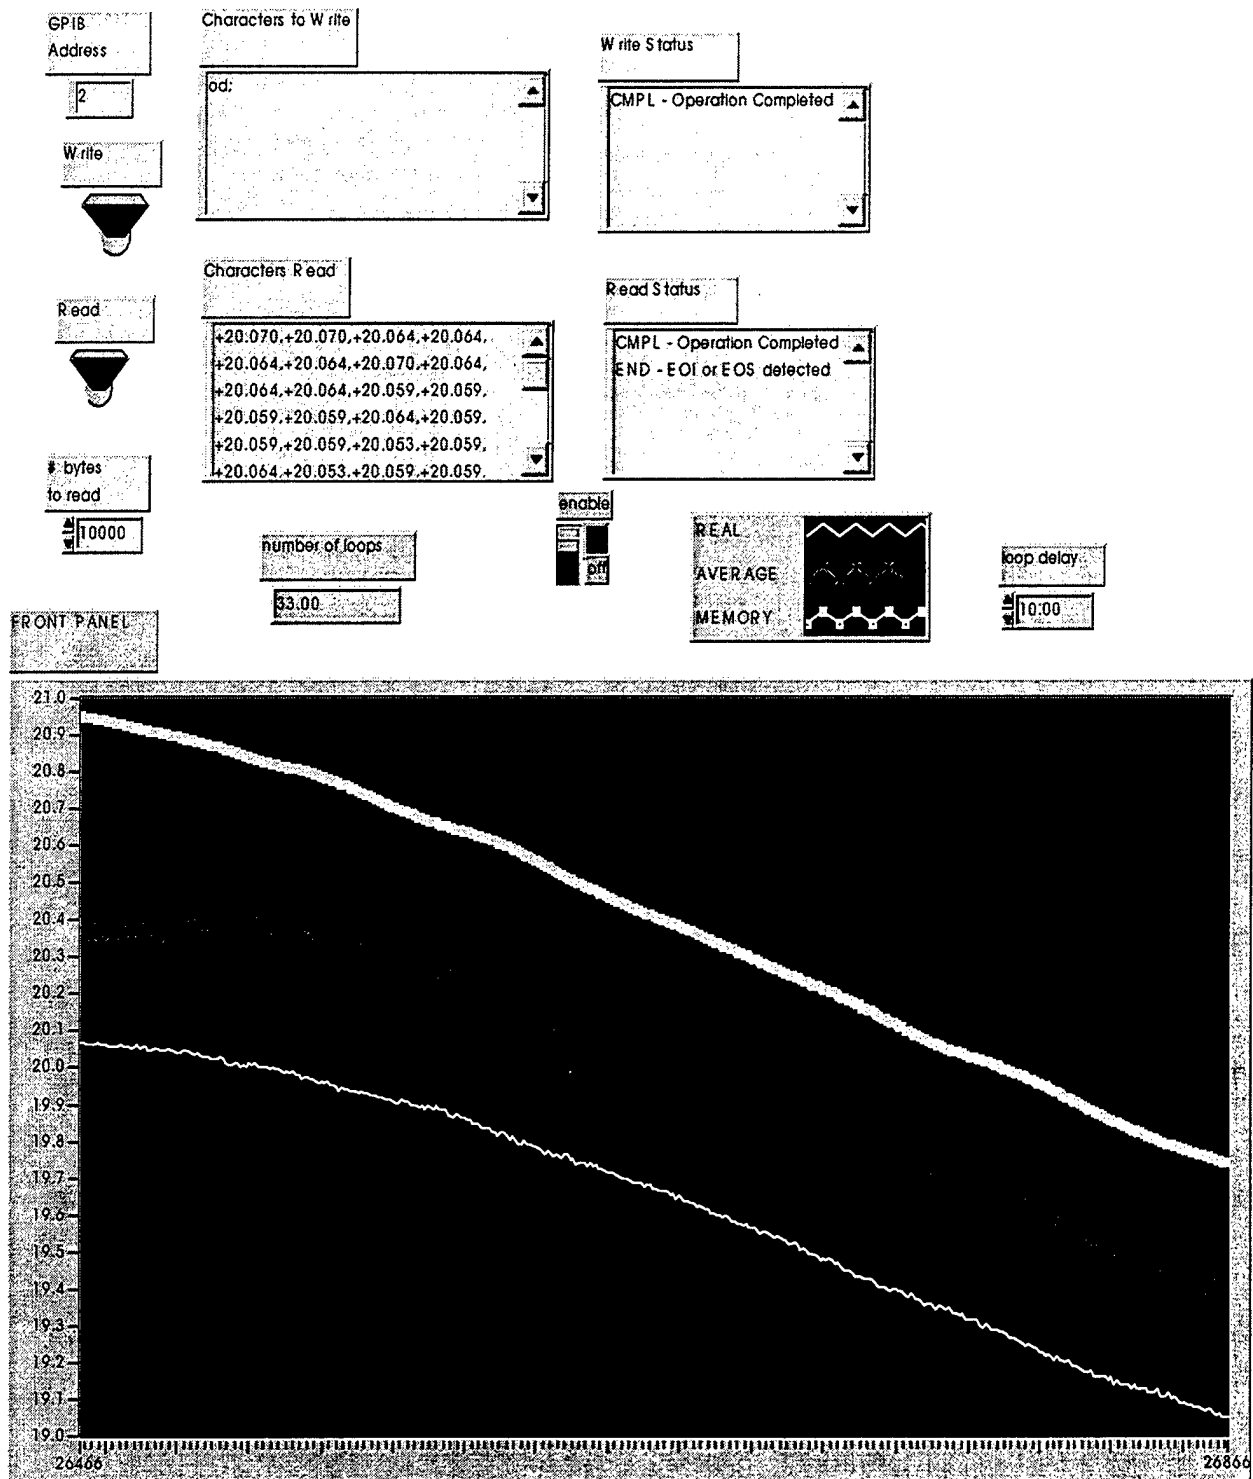 GPIB
Address
2
Characters to Write
od;
Write Status
CMPL - Operation Completed
Write
Characters Read
+20.070,+20.070,+20.064,+20.064,
+20.064,+20.064,+20.070,+20.064,
+20.064,+20.064,+20.059,+20.059,
+20.059,+20.059,+20.064,+20.059,
+20.059,+20.059,+20.053,+20.059,
+20.064,+20.053,+20.059,+20.059,
Read Status
CMPL - Operation Completed
END - EOI or EOS detected
Read
# bytes
to read
10000
number of loops
33.00
enable
off
REAL
AVERAGE
MEMORY
loop delay
10.00
FRONT PANEL
21.0
20.9
20.8
20.7
20.6
20.5
20.4
20.3
20.2
20.1
20.0
19.9
19.8
19.7
19.6
19.5
19.4
19.3
19.2
19.1
19.0
26466
26866